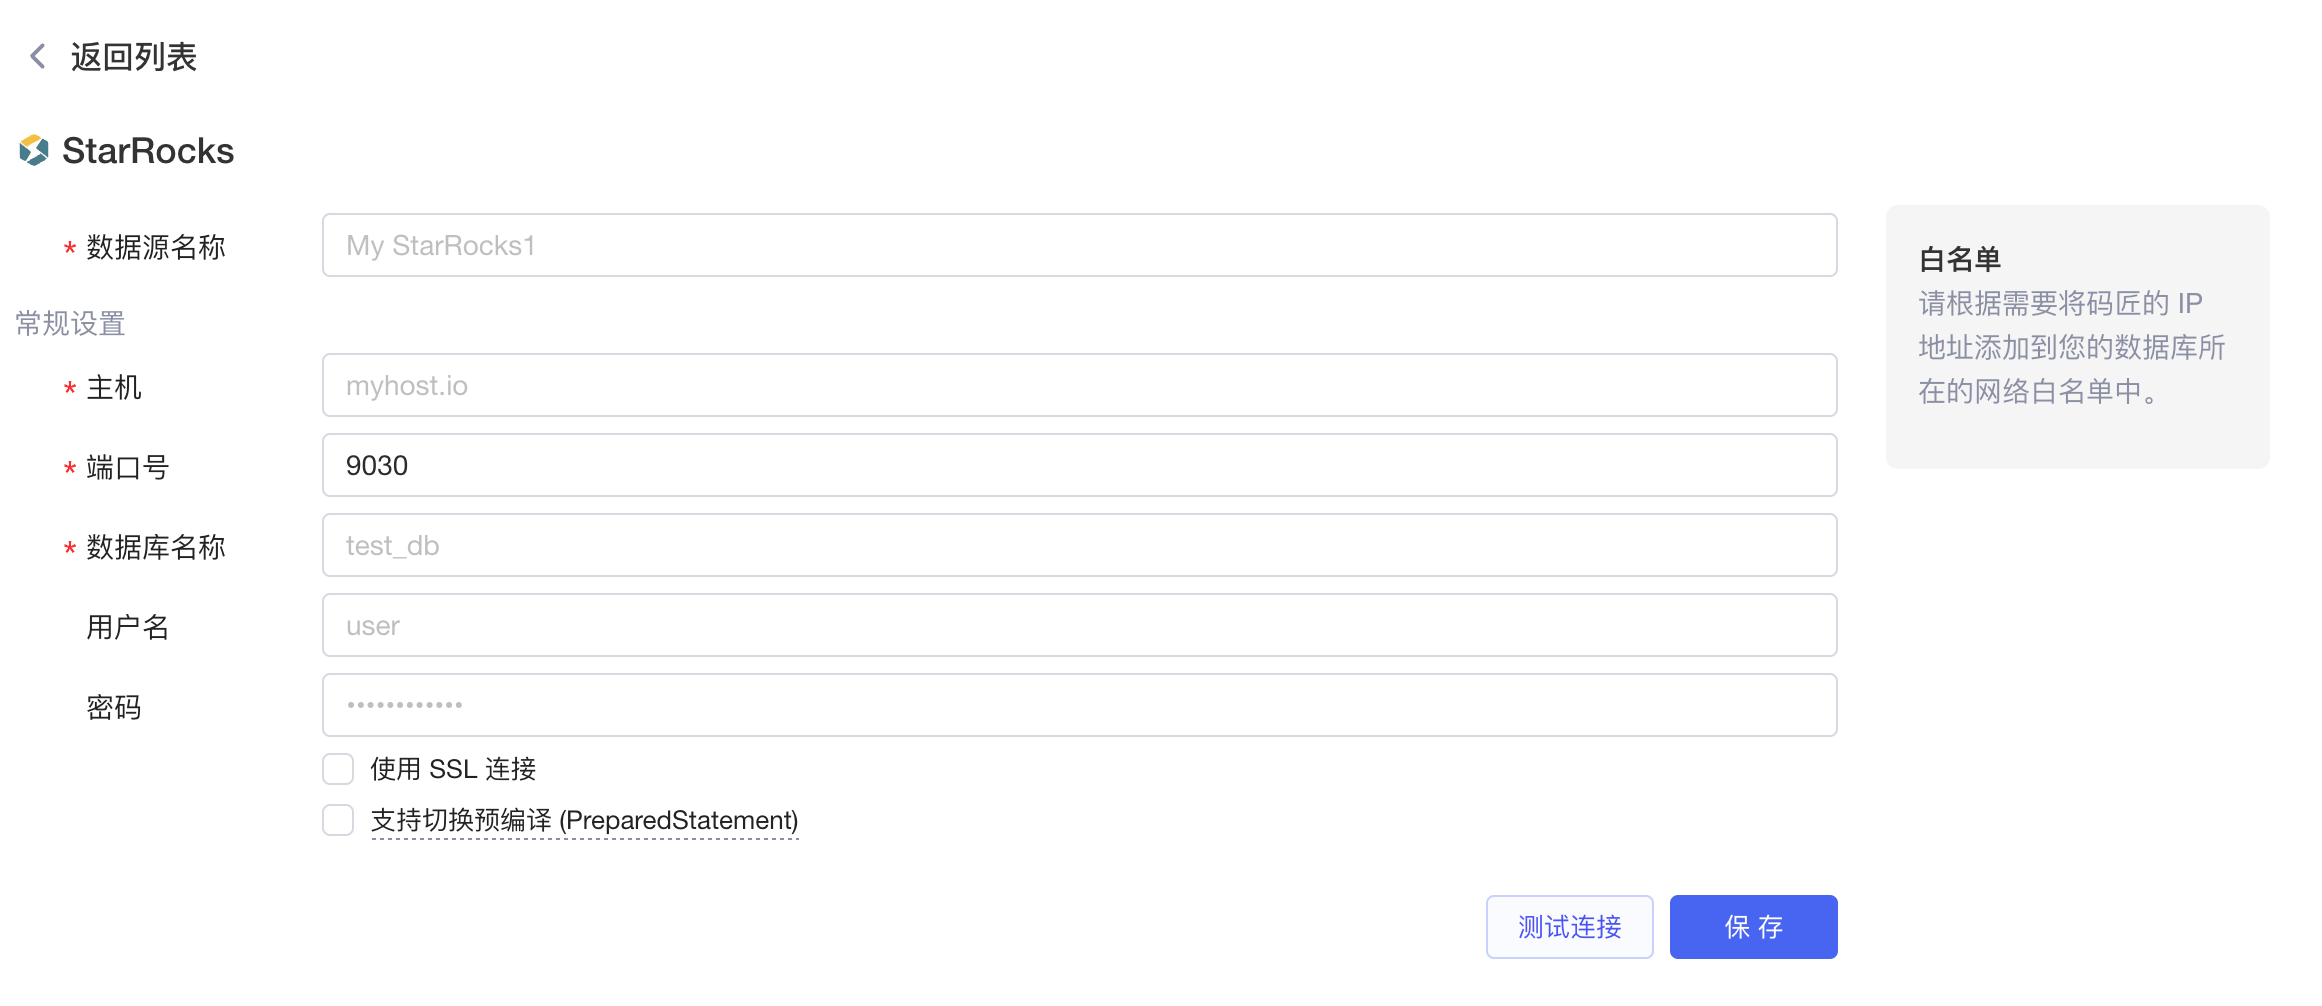 返回列表
StarRocks
* 数据源名称
My StarRocks1
常规设置
* 主机
myhost.io
* 端口号
9030
* 数据库名称
test_db
用户名
user
密码
••••••••••••
使用 SSL 连接
支持切换预编译 (PreparedStatement)
测试连接
保 存
白名单
请根据需要将码匠的 IP
地址添加到您的数据库所
在的网络白名单中。